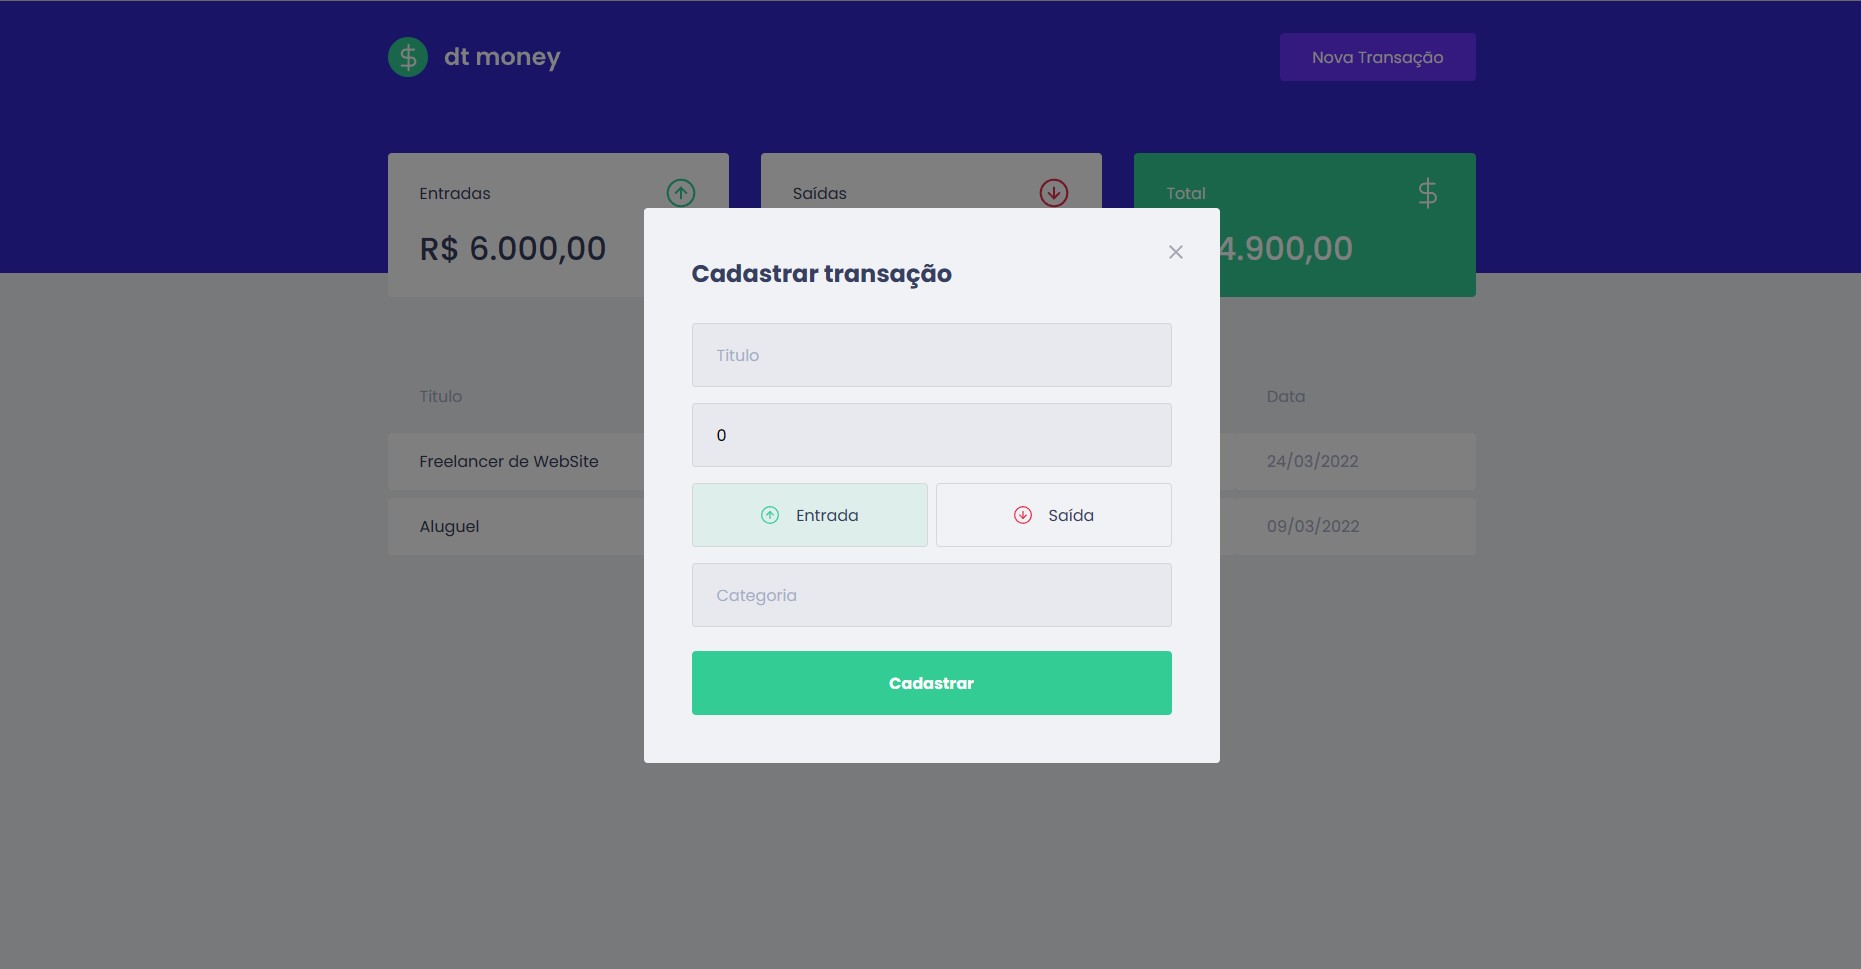 dt money
Nova Transação
Entradas
Saídas
Total
R$ 6.000,00
4.900,00
Cadastrar transação
Titulo
0
Entrada
Saída
Categoria
Cadastrar
Titulo
Data
Freelancer de WebSite
24/03/2022
Aluguel
09/03/2022